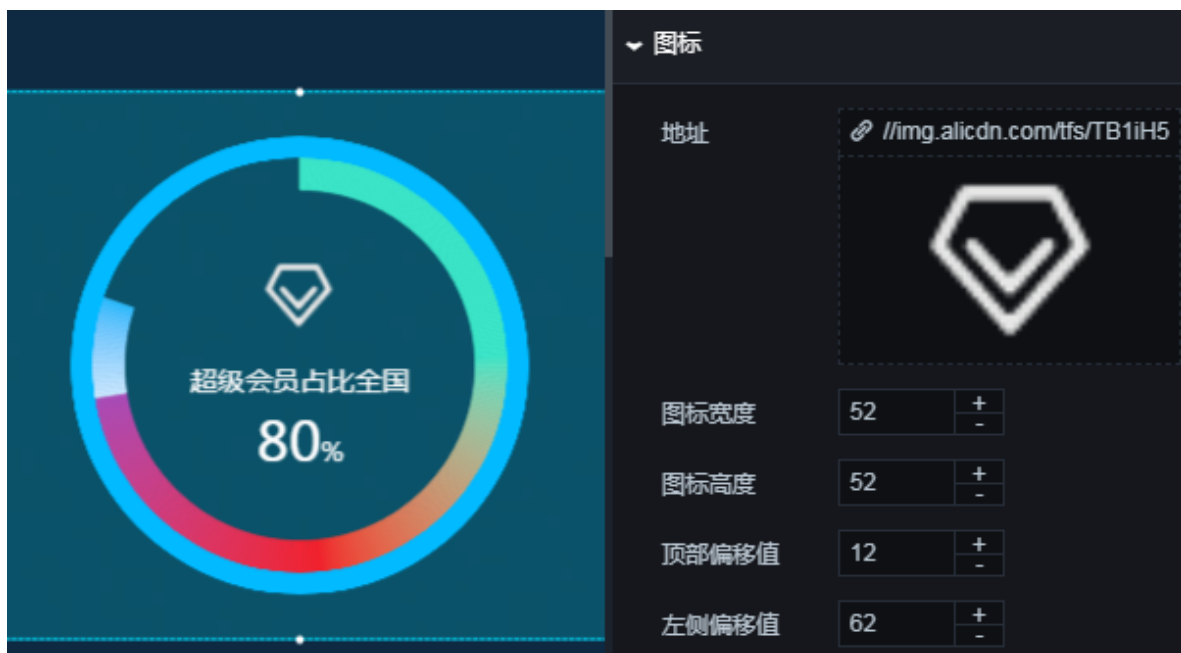 超级会员占比全国
80%
图标
地址
//img.alicdn.com/tfs/TB1iH5
图标宽度
52
+
-
图标高度
52
+
-
顶部偏移值
12
+
-
左侧偏移值
62
+
-